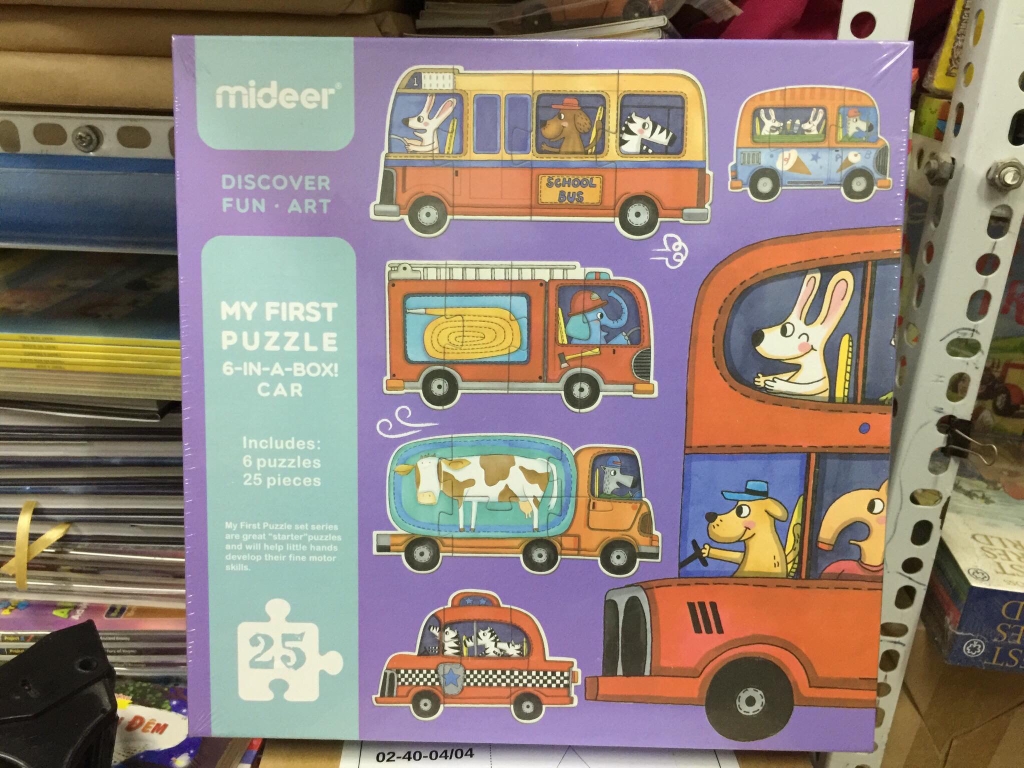 mideer®
DISCOVER
FUN · ART
MY FIRST
PUZZLE
6-IN-A-BOX!
CAR
Includes:
6 puzzles
25 pieces
My First Puzzle set series
are great "starter"puzzles
and will help little hands
develop their fine motor
skills.
25
1
SCHOOL
BUS
02-40-04/04
ĐÊM